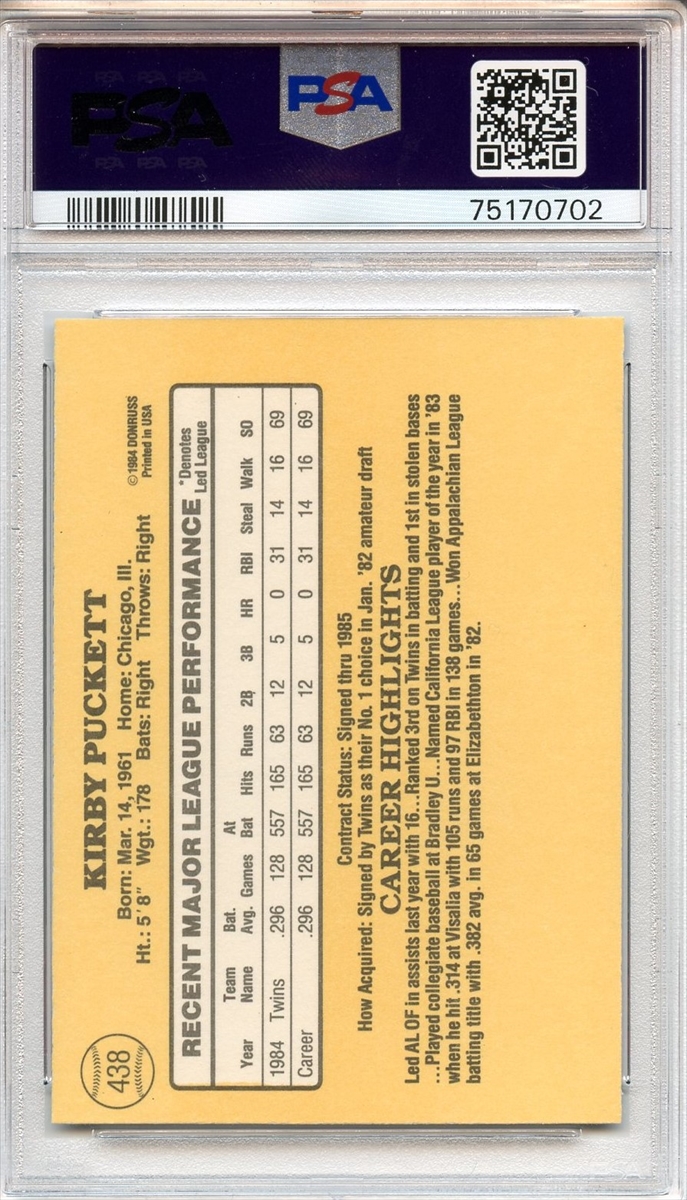 PSA PSA PSA
PSA
PSA PSA PSA
PSA
75170702
438
KIRBY PUCKETT
Born: Mar. 14, 1961 Home: Chicago, Ill.
Ht.: 5'8" Wgt.: 178 Bats: Right Throws: Right
©1984 DONRUSS
Printed in USA
RECENT MAJOR LEAGUE PERFORMANCE
*Denotes
Led League
Year Team Name Bat. Avg. Games At Bat Hits Runs 2B 3B HR RBI Steal Walk SO
1984 Twins .296 128 557 165 63 12 5 0 31 14 16 69
Career .296 128 557 165 63 12 5 0 31 14 16 69
Contract Status: Signed thru 1985
How Acquired: Signed by Twins as their No. 1 choice in Jan. '82 amateur draft
CAREER HIGHLIGHTS
Led AL OF in assists last year with 16...Ranked 3rd on Twins in batting and 1st in stolen bases
...Played collegiate baseball at Bradley U...Named California League player of the year in '83
when he hit .314 at Visalia with 105 runs and 97 RBI in 138 games...Won Appalachian League
batting title with .382 avg. in 65 games at Elizabethton in '82.